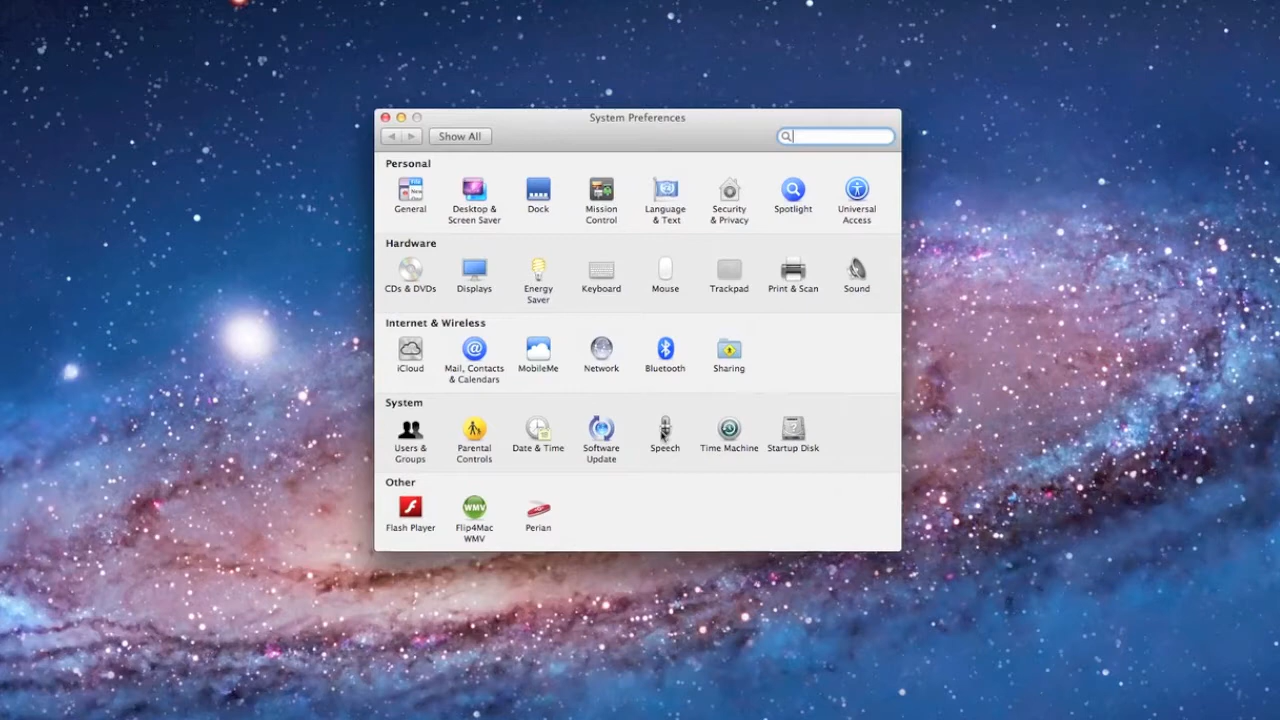 System Preferences
Show All
Personal
General
Desktop &
Screen Saver
Dock
Mission
Control
Language
& Text
Security
& Privacy
Spotlight
Universal
Access
Hardware
CDs & DVDs
Displays
Energy
Saver
Keyboard
Mouse
Trackpad
Print & Scan
Sound
Internet & Wireless
iCloud
Mail, Contacts
& Calendars
MobileMe
Network
Bluetooth
Sharing
System
Users &
Groups
Parental
Controls
Date & Time
Software
Update
Speech
Time Machine
Startup Disk
Other
Flash Player
WMV
Flip4Mac
WMV
Perian